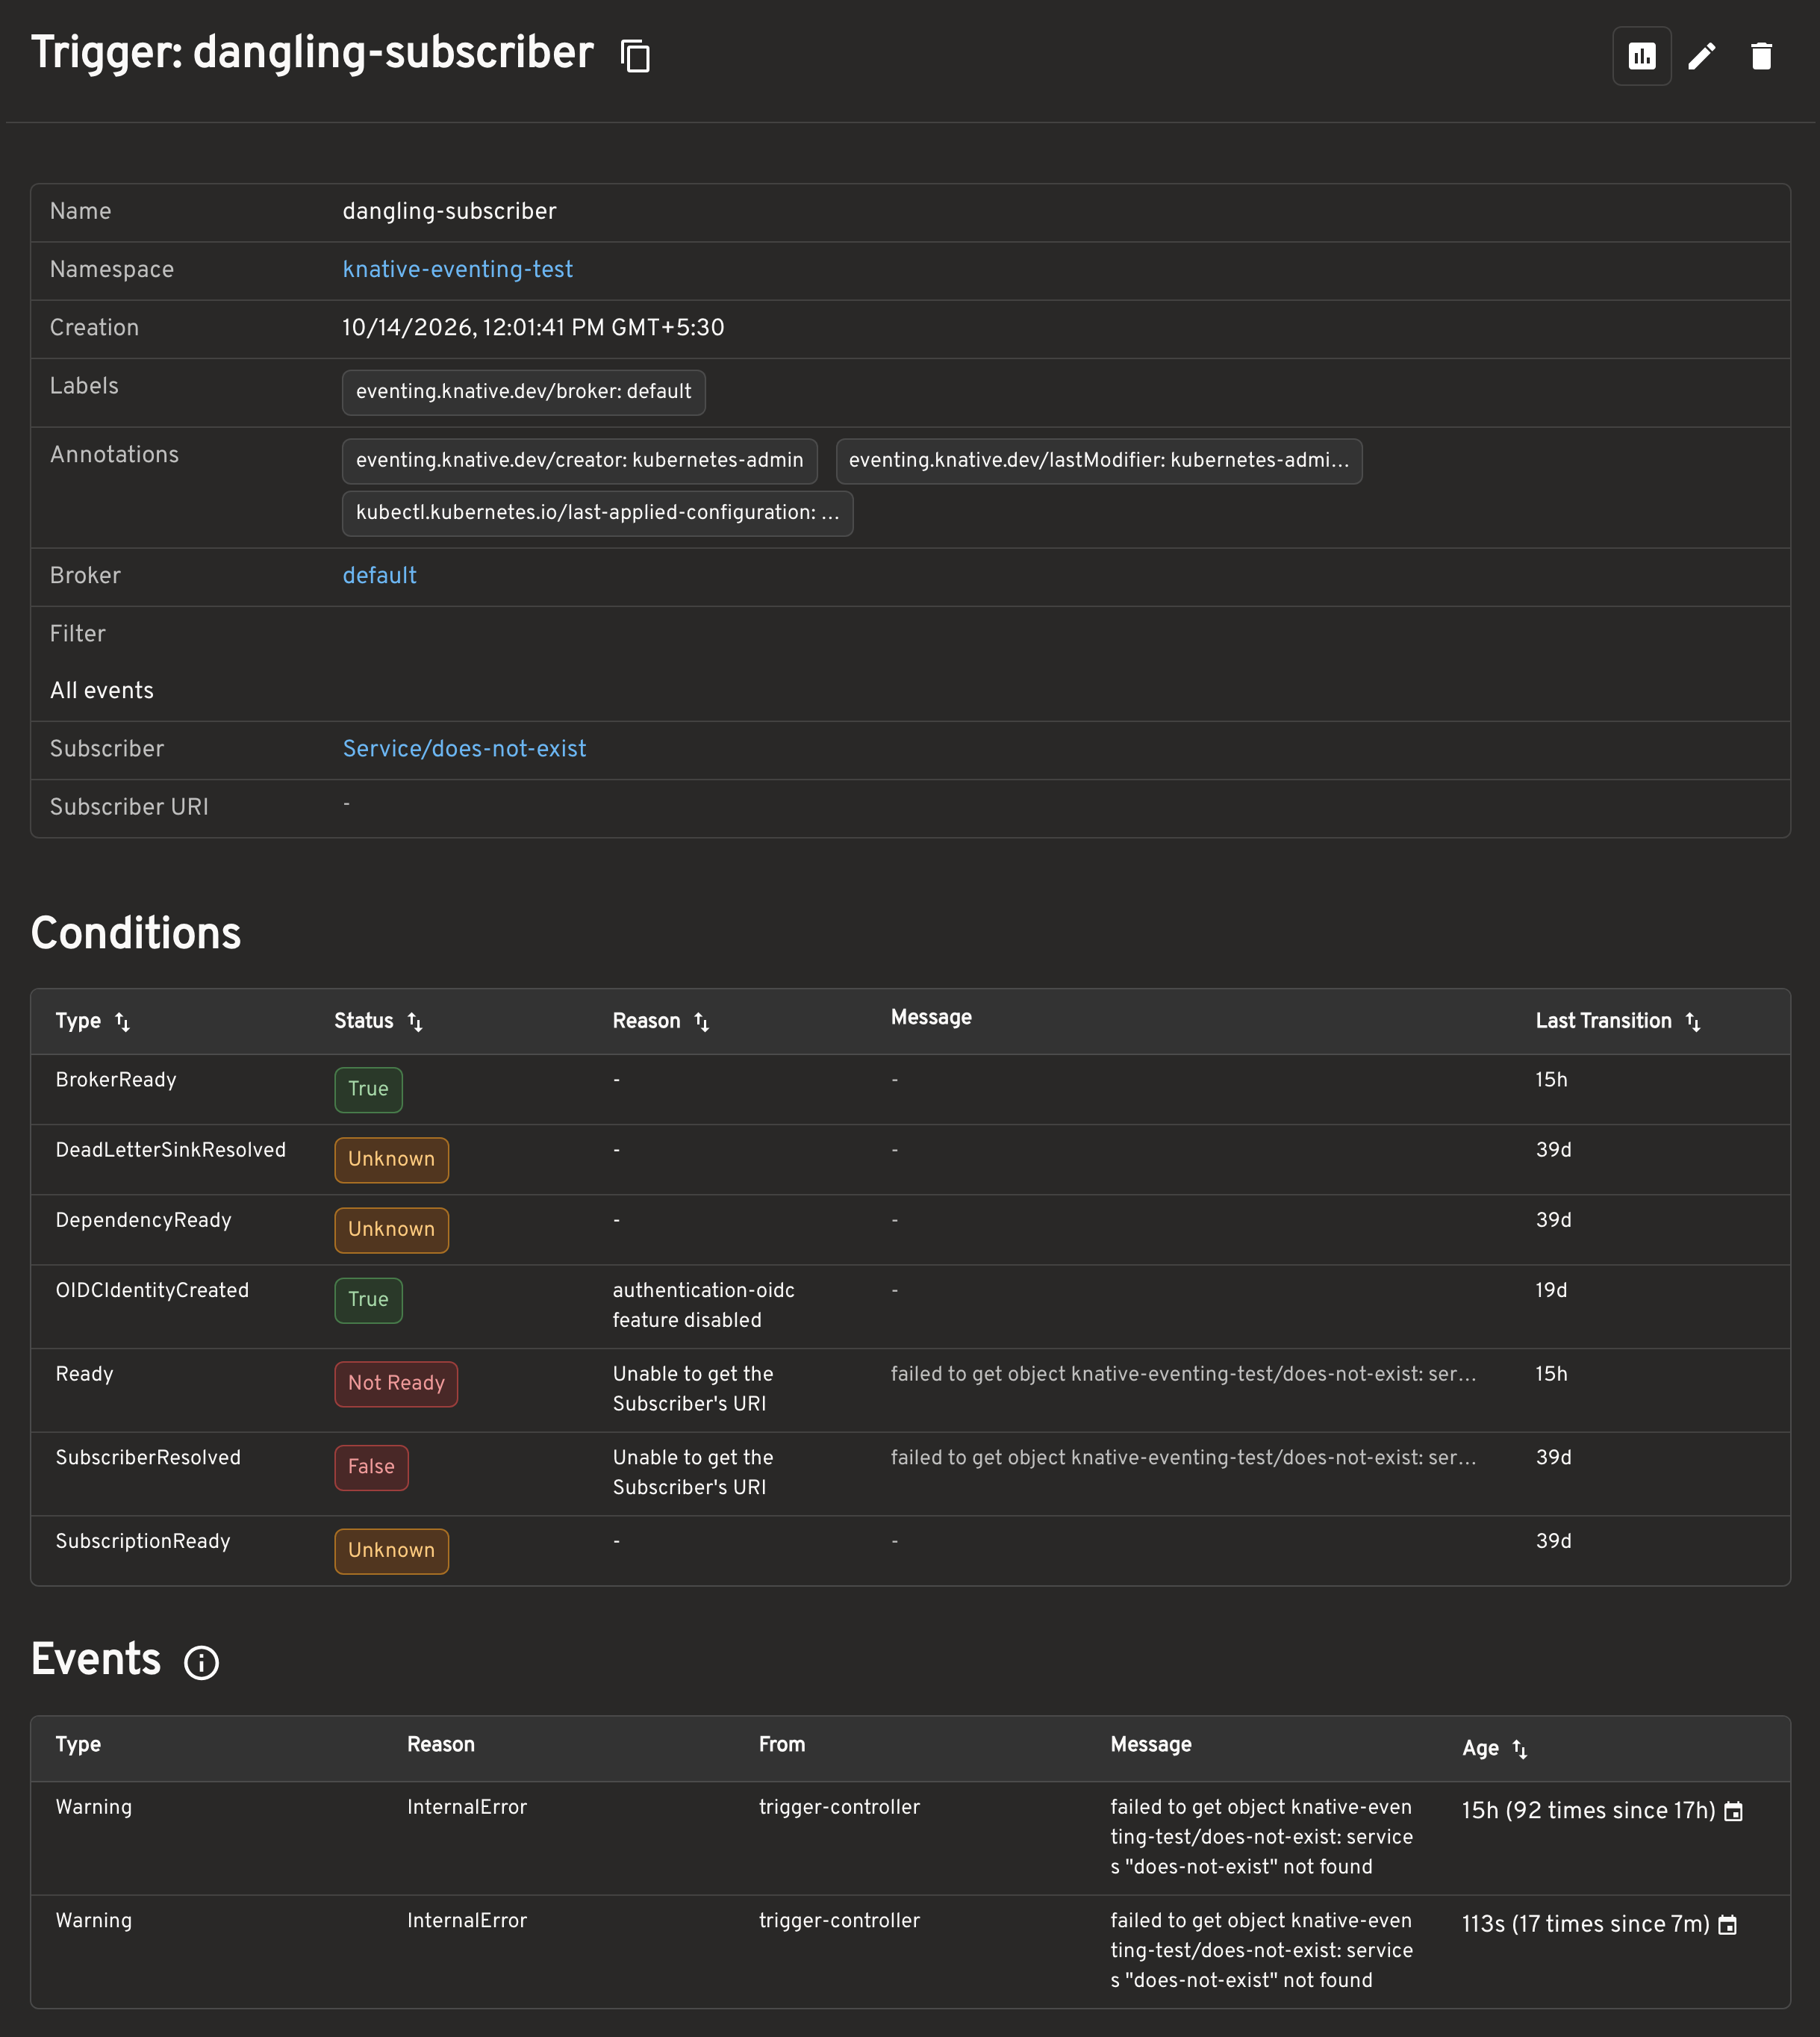 Trigger: dangling-subscriber
Name dangling-subscriber
Namespace knative-eventing-test
Creation 10/14/2026, 12:01:41 PM GMT+5:30
Labels eventing.knative.dev/broker: default
Annotations eventing.knative.dev/creator: kubernetes-admin eventing.knative.dev/lastModifier: kubernetes-admi...
kubectl.kubernetes.io/last-applied-configuration: ...
Broker default
Filter
All events
Subscriber Service/does-not-exist
Subscriber URI -
Conditions
Type Status Reason Message Last Transition
BrokerReady True - - 15h
DeadLetterSinkResolved Unknown - - 39d
DependencyReady Unknown - - 39d
OIDCIdentityCreated True authentication-oidc - 19d
feature disabled
Ready Not Ready Unable to get the failed to get object knative-eventing-test/does-not-exist: ser... 15h
Subscriber's URI
SubscriberResolved False Unable to get the failed to get object knative-eventing-test/does-not-exist: ser... 39d
Subscriber's URI
SubscriptionReady Unknown - - 39d
Events
Type Reason From Message Age
Warning InternalError trigger-controller failed to get object knative-even 15h (92 times since 17h)
ting-test/does-not-exist: service
s "does-not-exist" not found
Warning InternalError trigger-controller failed to get object knative-even 113s (17 times since 7m)
ting-test/does-not-exist: service
s "does-not-exist" not found